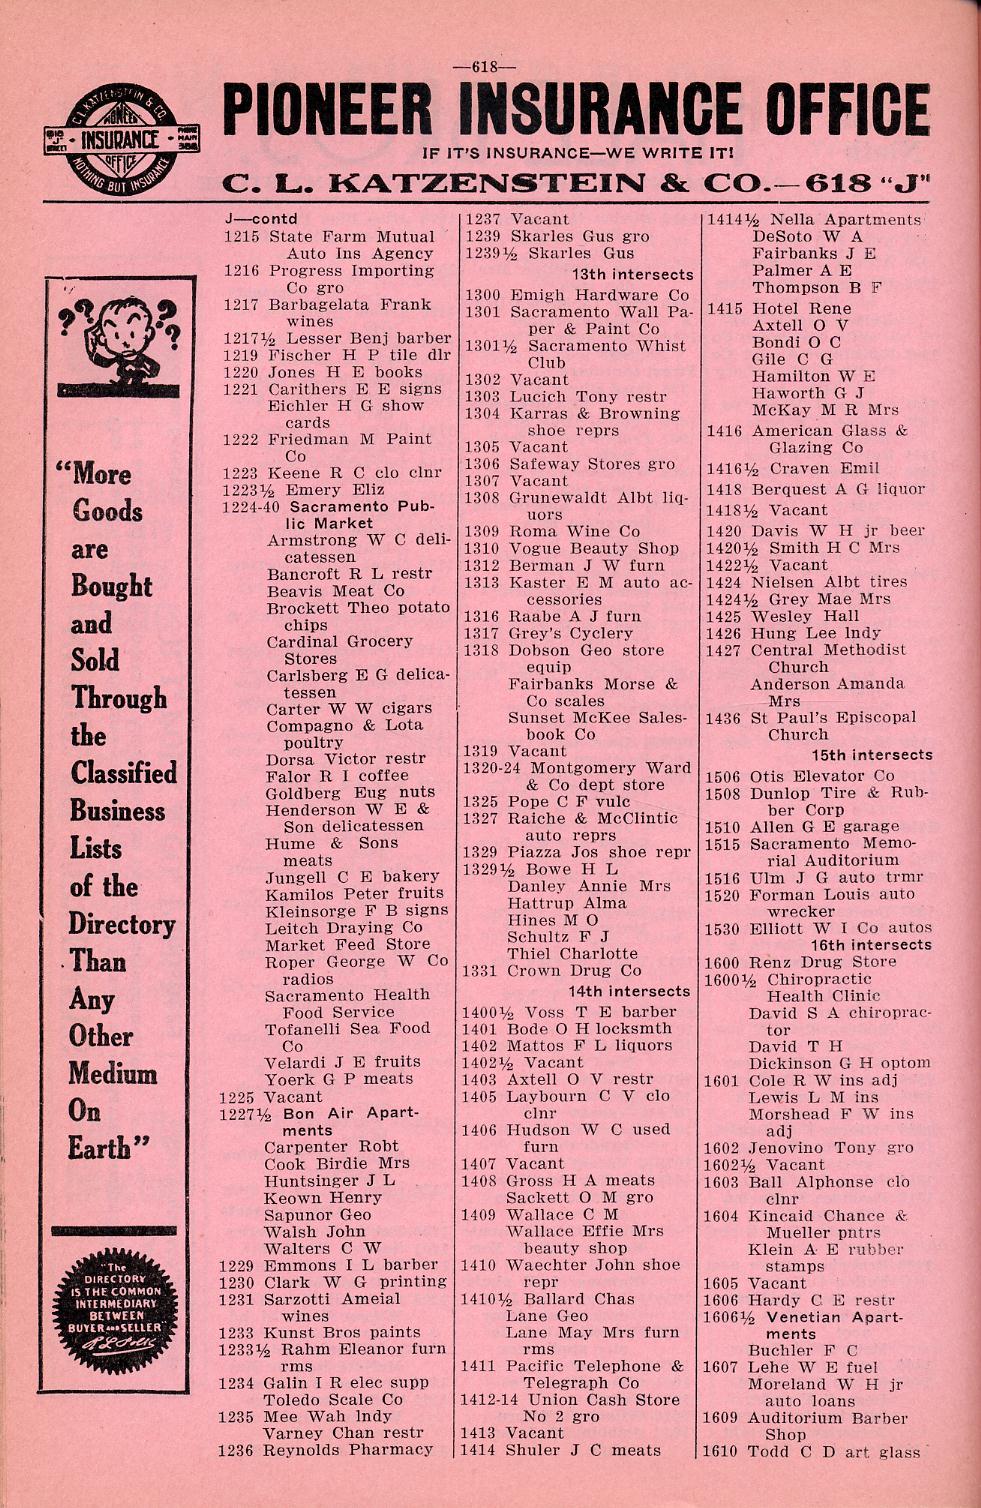 —618—
C. L. KATZENSTEIN & CO.
PIONEER
618 "J" STREET
INSURANCE
PHONE MAIN
OFFICE
NOTHING BUT INSURANCE
PIONEER INSURANCE OFFICE
IF IT'S INSURANCE—WE WRITE IT!
C. L. KATZENSTEIN & CO.—618 "J"
? ? ? ?
"More
Goods
are
Bought
and
Sold
Through
the
Classified
Business
Lists
of the
Directory
Than
Any
Other
Medium
On
Earth"
"The
DIRECTORY
IS THE COMMON
INTERMEDIARY
BETWEEN
BUYER AND SELLER"
R. L. Polk
J—contd
1215 State Farm Mutual
Auto Ins Agency
1216 Progress Importing
Co gro
1217 Barbagelata Frank
wines
1217½ Lesser Benj barber
1219 Fischer H P tile dlr
1220 Jones H E books
1221 Carithers E E signs
Eichler H G show
cards
1222 Friedman M Paint
Co
1223 Keene R C clo clnr
1223½ Emery Eliz
1224-40 Sacramento Pub-
lic Market
Armstrong W C deli-
catessen
Bancroft R L restr
Beavis Meat Co
Brockett Theo potato
chips
Cardinal Grocery
Stores
Carlsberg E G delica-
tessen
Carter W W cigars
Compagno & Lota
poultry
Dorsa Victor restr
Falor R I coffee
Goldberg Eug nuts
Henderson W E &
Son delicatessen
Hume & Sons
meats
Jungell C E bakery
Kamilos Peter fruits
Kleinsorge F B signs
Leitch Draying Co
Market Feed Store
Roper George W Co
radios
Sacramento Health
Food Service
Tofanelli Sea Food
Co
Velardi J E fruits
Yoerk G P meats
1225 Vacant
1227½ Bon Air Apart-
ments
Carpenter Robt
Cook Birdie Mrs
Huntsinger J L
Keown Henry
Sapunor Geo
Walsh John
Walters C W
1229 Emmons I L barber
1230 Clark W G printing
1231 Sarzotti Ameial
wines
1233 Kunst Bros paints
1233½ Rahm Eleanor furn
rms
1234 Galin I R elec supp
Toledo Scale Co
1235 Mee Wah lndy
Varney Chan restr
1236 Reynolds Pharmacy
1237 Vacant
1239 Skarles Gus gro
1239½ Skarles Gus
13th intersects
1300 Emigh Hardware Co
1301 Sacramento Wall Pa-
per & Paint Co
1301½ Sacramento Whist
Club
1302 Vacant
1303 Lucich Tony restr
1304 Karras & Browning
shoe reprs
1305 Vacant
1306 Safeway Stores gro
1307 Vacant
1308 Grunewaldt Albt liq-
uors
1309 Roma Wine Co
1310 Vogue Beauty Shop
1312 Berman J W furn
1313 Kaster E M auto ac-
cessories
1316 Raabe A J furn
1317 Grey's Cyclery
1318 Dobson Geo store
equip
Fairbanks Morse &
Co scales
Sunset McKee Sales-
book Co
1319 Vacant
1320-24 Montgomery Ward
& Co dept store
1325 Pope C F vulc
1327 Raiche & McClintic
auto reprs
1329 Piazza Jos shoe repr
1329½ Bowe H L
Danley Annie Mrs
Hattrup Alma
Hines M O
Schultz F J
Thiel Charlotte
1331 Crown Drug Co
14th intersects
1400½ Voss T E barber
1401 Bode O H locksmth
1402 Mattos F L liquors
1402½ Vacant
1403 Axtell O V restr
1405 Laybourn C V clo
clnr
1406 Hudson W C used
furn
1407 Vacant
1408 Gross H A meats
Sackett O M gro
1409 Wallace C M
Wallace Effie Mrs
beauty shop
1410 Waechter John shoe
repr
1410½ Ballard Chas
Lane Geo
Lane May Mrs furn
rms
1411 Pacific Telephone &
Telegraph Co
1412-14 Union Cash Store
No 2 gro
1413 Vacant
1414 Shuler J C meats
1414½ Nella Apartments
DeSoto W A
Fairbanks J E
Palmer A E
Thompson B F
1415 Hotel Rene
Axtell O V
Bondi O C
Gile C G
Hamilton W E
Haworth G J
McKay M R Mrs
1416 American Glass &
Glazing Co
1416½ Craven Emil
1418 Berquest A G liquor
1418½ Vacant
1420 Davis W H jr beer
1420½ Smith H C Mrs
1422½ Vacant
1424 Nielsen Albt tires
1424½ Grey Mae Mrs
1425 Wesley Hall
1426 Hung Lee lndy
1427 Central Methodist
Church
Anderson Amanda
Mrs
1436 St Paul's Episcopal
Church
15th intersects
1506 Otis Elevator Co
1508 Dunlop Tire & Rub-
ber Corp
1510 Allen G E garage
1515 Sacramento Memo-
rial Auditorium
1516 Ulm J G auto trmr
1520 Forman Louis auto
wrecker
1530 Elliott W I Co autos
16th intersects
1600 Renz Drug Store
1600½ Chiropractic
Health Clinic
David S A chiroprac-
tor
David T H
Dickinson G H optom
1601 Cole R W ins adj
Lewis L M ins
Morshead F W ins
adj
1602 Jenovino Tony gro
1602½ Vacant
1603 Ball Alphonse clo
clnr
1604 Kincaid Chance &
Mueller pntrs
Klein A E rubber
stamps
1605 Vacant
1606 Hardy C E restr
1606½ Venetian Apart-
ments
Buchler F C
1607 Lehe W E fuel
Moreland W H jr
auto loans
1609 Auditorium Barber
Shop
1610 Todd C D art glass